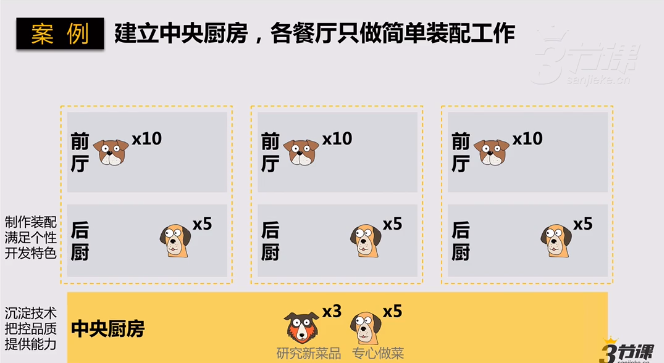 案 例
建立中央厨房，各餐厅只做简单装配工作
3节课
sanjieke.cn
前厅
x10
前厅
x10
前厅
x10
制作装配
满足个性
开发特色
后厨
x5
后厨
x5
后厨
x5
沉淀技术
把控品质
提供能力
中央厨房
x3
x5
研究新菜品
专心做菜
3节课